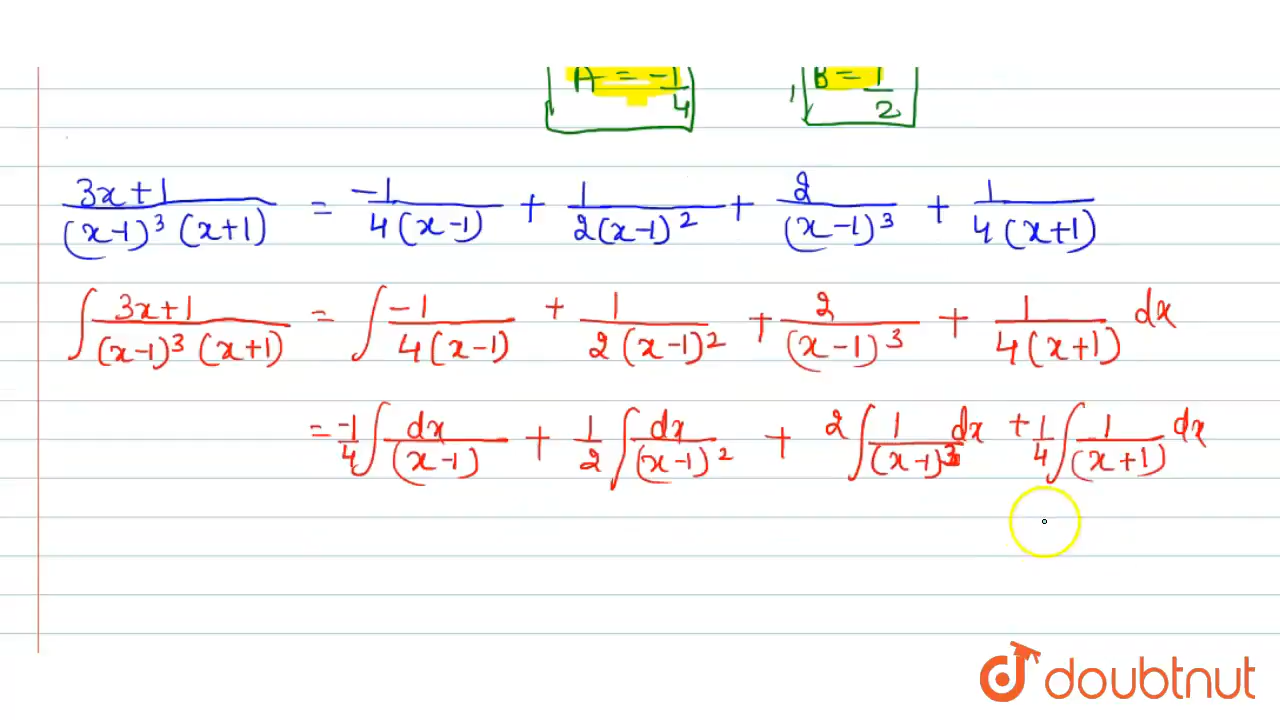 A = -1/4 , B = 1/2
(3x+1)/((x-1)³ (x+1)) = -1/(4(x-1)) + 1/(2(x-1)²) + 2/((x-1)³) + 1/(4(x+1))
∫ (3x+1)/((x-1)³ (x+1)) = ∫ -1/(4(x-1)) + 1/(2(x-1)²) + 2/((x-1)³) + 1/(4(x+1)) dx
= -1/4 ∫ dx/((x-1)) + 1/2 ∫ dx/((x-1)²) + 2 ∫ 1/((x-1)³) dx + 1/4 ∫ 1/((x+1)) dx
doubtnut